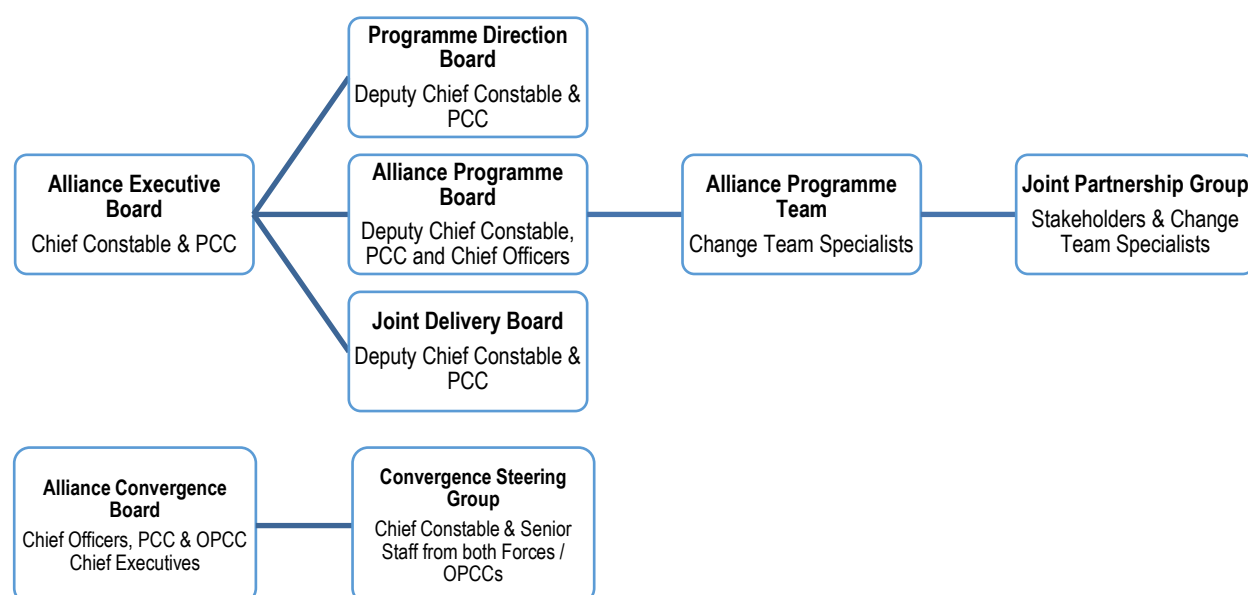 Programme Direction
Board
Deputy Chief Constable &
PCC
Alliance Executive
Board
Chief Constable & PCC
Alliance Programme
Board
Deputy Chief Constable,
PCC and Chief Officers
Alliance Programme
Team
Change Team Specialists
Joint Partnership Group
Stakeholders & Change
Team Specialists
Joint Delivery Board
Deputy Chief Constable &
PCC
Alliance Convergence
Board
Chief Officers, PCC & OPCC
Chief Executives
Convergence Steering
Group
Chief Constable & Senior
Staff from both Forces /
OPCCs